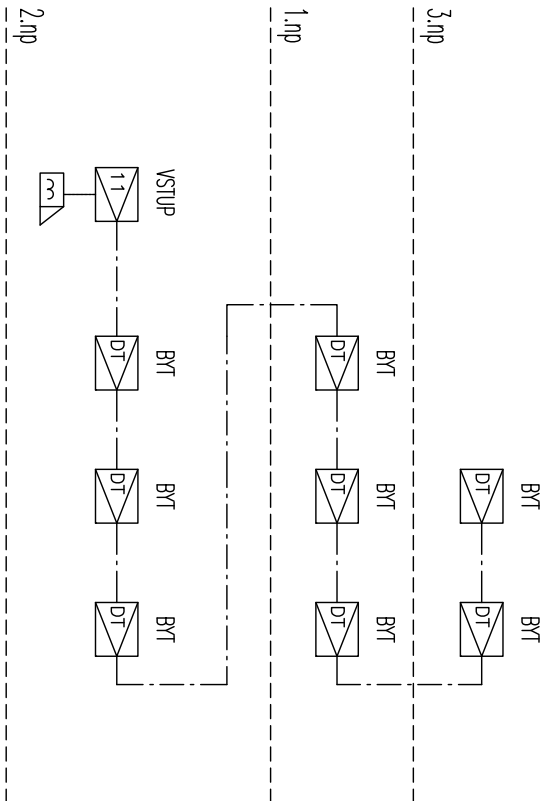 BYT BYT
DT DT
3.np
BYT BYT BYT
DT DT DT
1.np
VSTUP BYT BYT BYT
11 DT DT DT
2.np